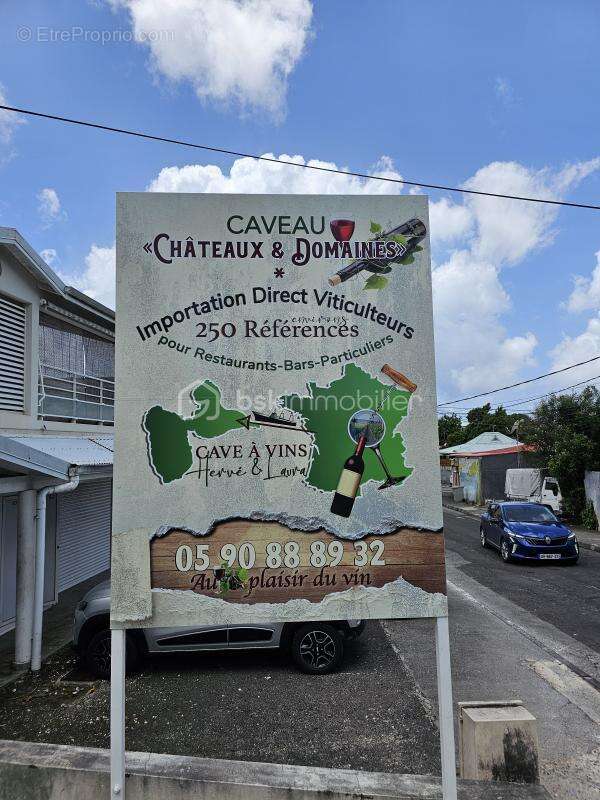 © EtreProprio.com
CAVEAU
«CHÂTEAUX & DOMAINES»
*
Importation Direct Viticulteurs
environs
250 Références
pour Restaurants-Bars-Particuliers
bskimmobilier
CAVE À VINS
Hervé & Laura
05 90 88 89 32
Au plaisir du vin